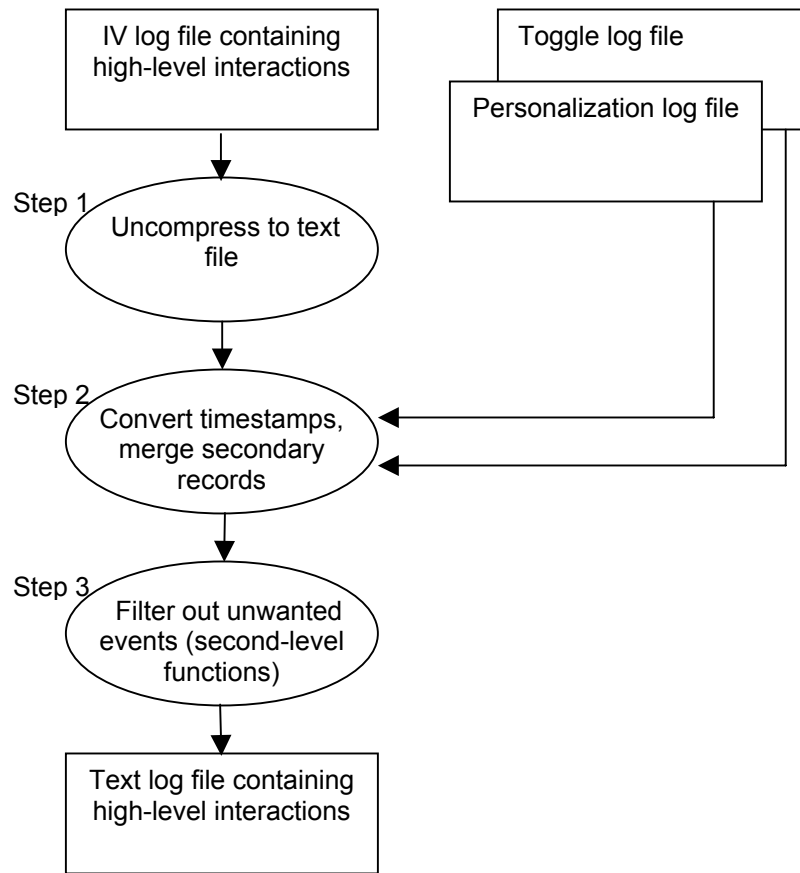 IV log file containing
high-level interactions
Toggle log file
Personalization log file
Step 1
Uncompress to text
file
Step 2
Convert timestamps,
merge secondary
records
Step 3
Filter out unwanted
events (second-level
functions)
Text log file containing
high-level interactions